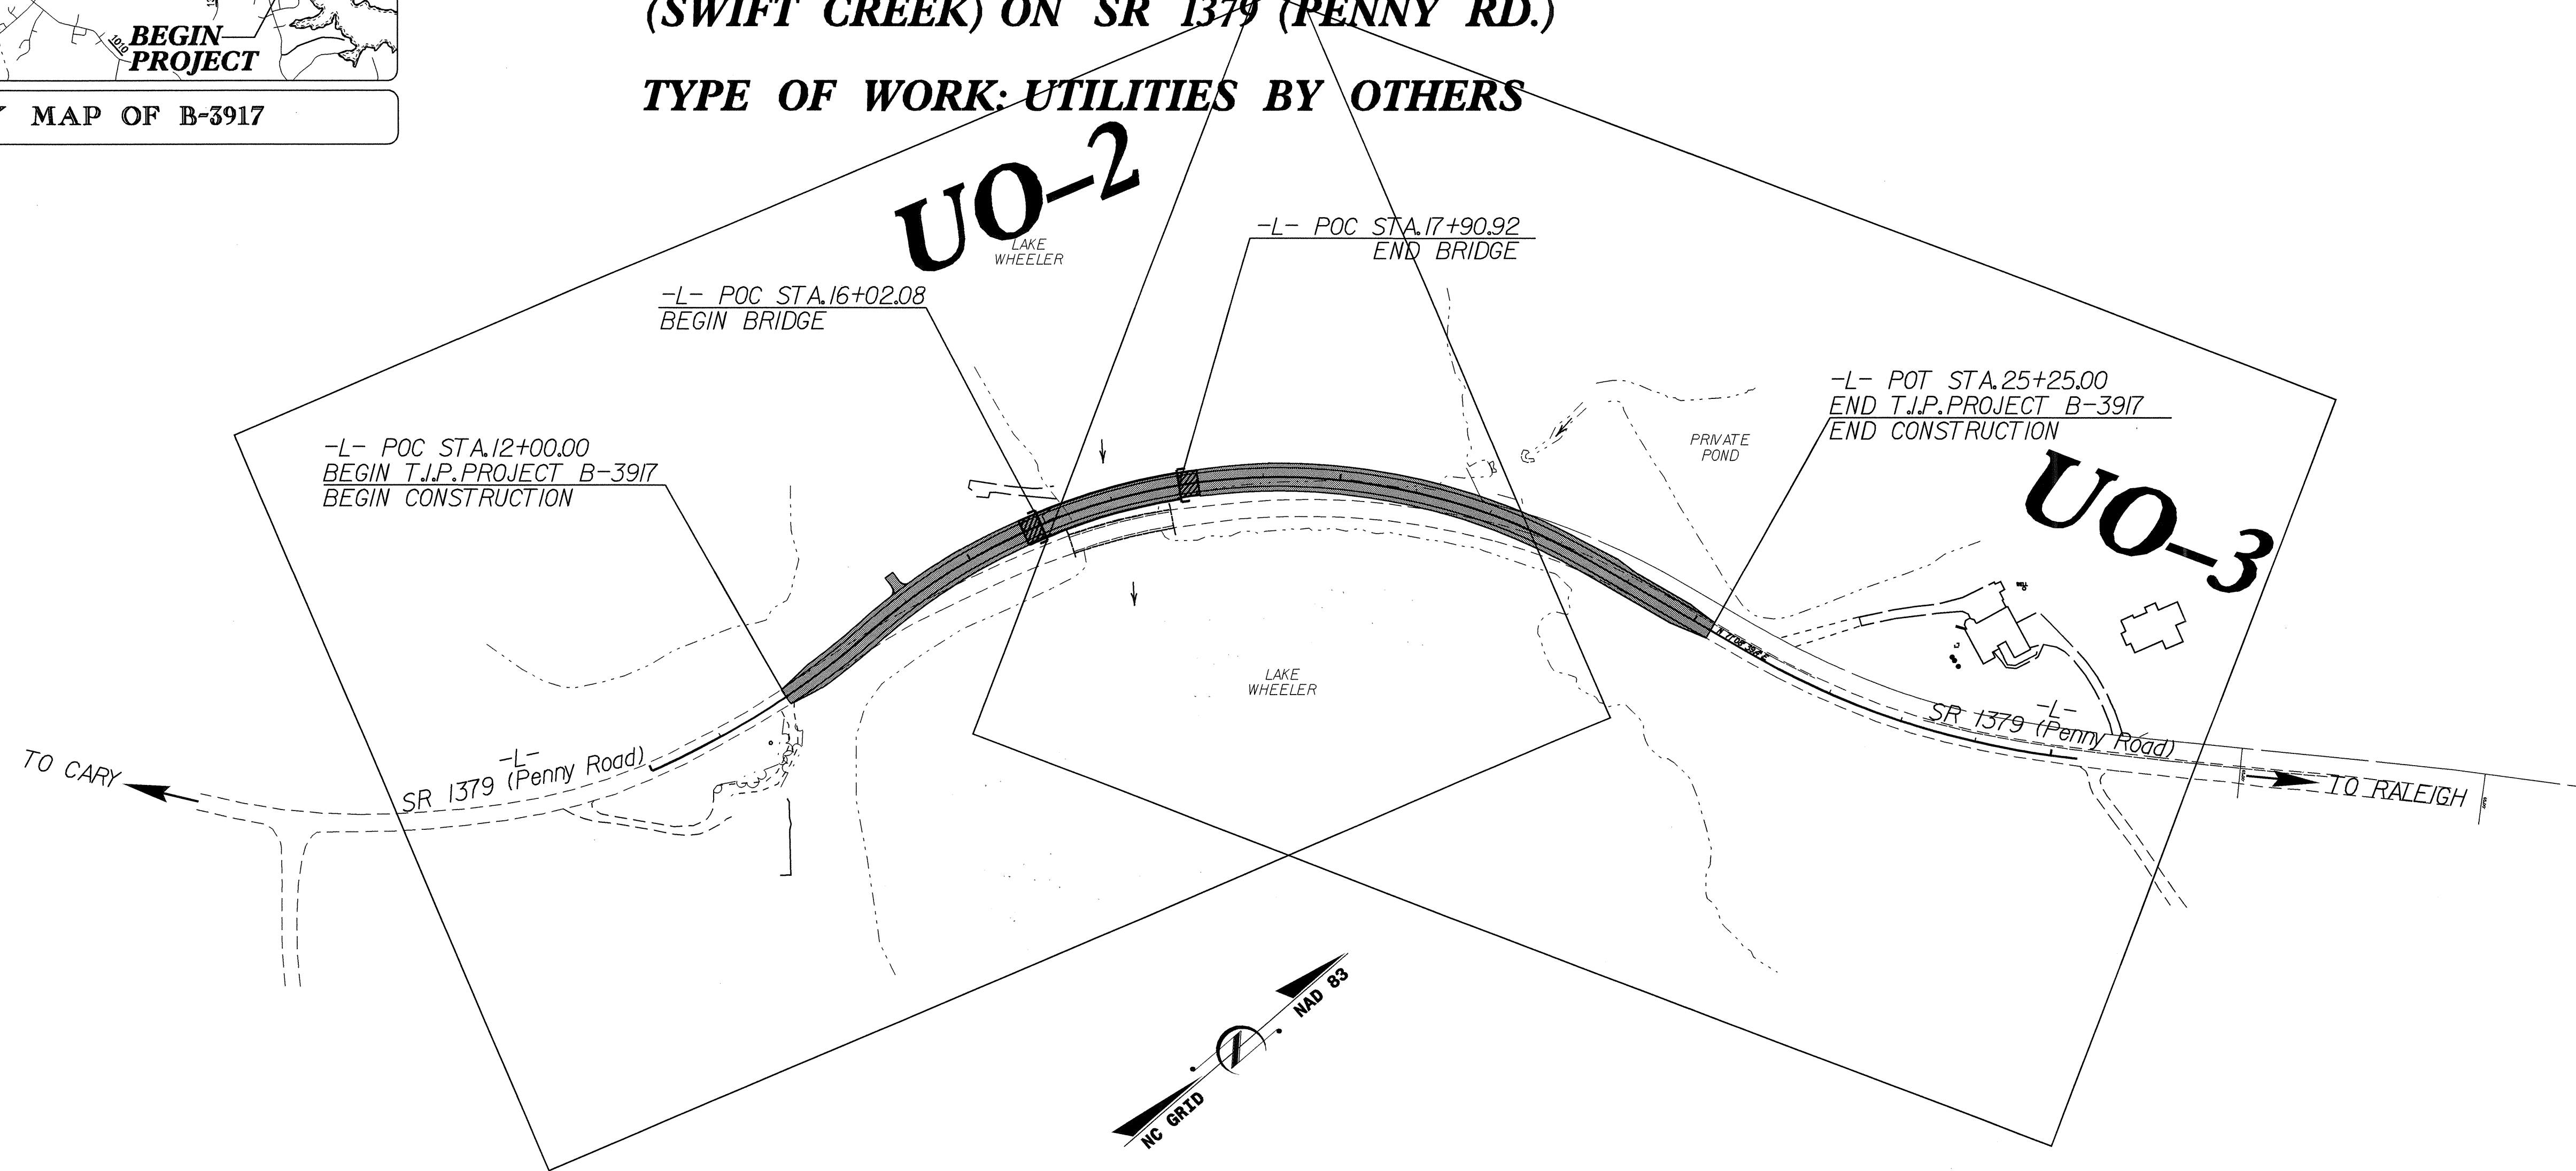 (SWIFT CREEK) ON SR 1379 (PENNY RD.)
1010
BEGIN
PROJECT
TYPE OF WORK: UTILITIES BY OTHERS
MAP OF B-3917
UO-2
LAKE
WHEELER
-L- POC STA.17+90.92
END BRIDGE
-L- POC STA.16+02.08
BEGIN BRIDGE
-L- POT STA.25+25.00
END T.I.P.PROJECT B-3917
END CONSTRUCTION
-L- POC STA.12+00.00
BEGIN T.I.P.PROJECT B-3917
BEGIN CONSTRUCTION
PRIVATE
POND
UO-3
LAKE
WHEELER
-L-
SR 1379 (Penny Road)
-L-
SR 1379 (Penny Road)
TO CARY
TO RALEIGH
NAD 83
NC GRID